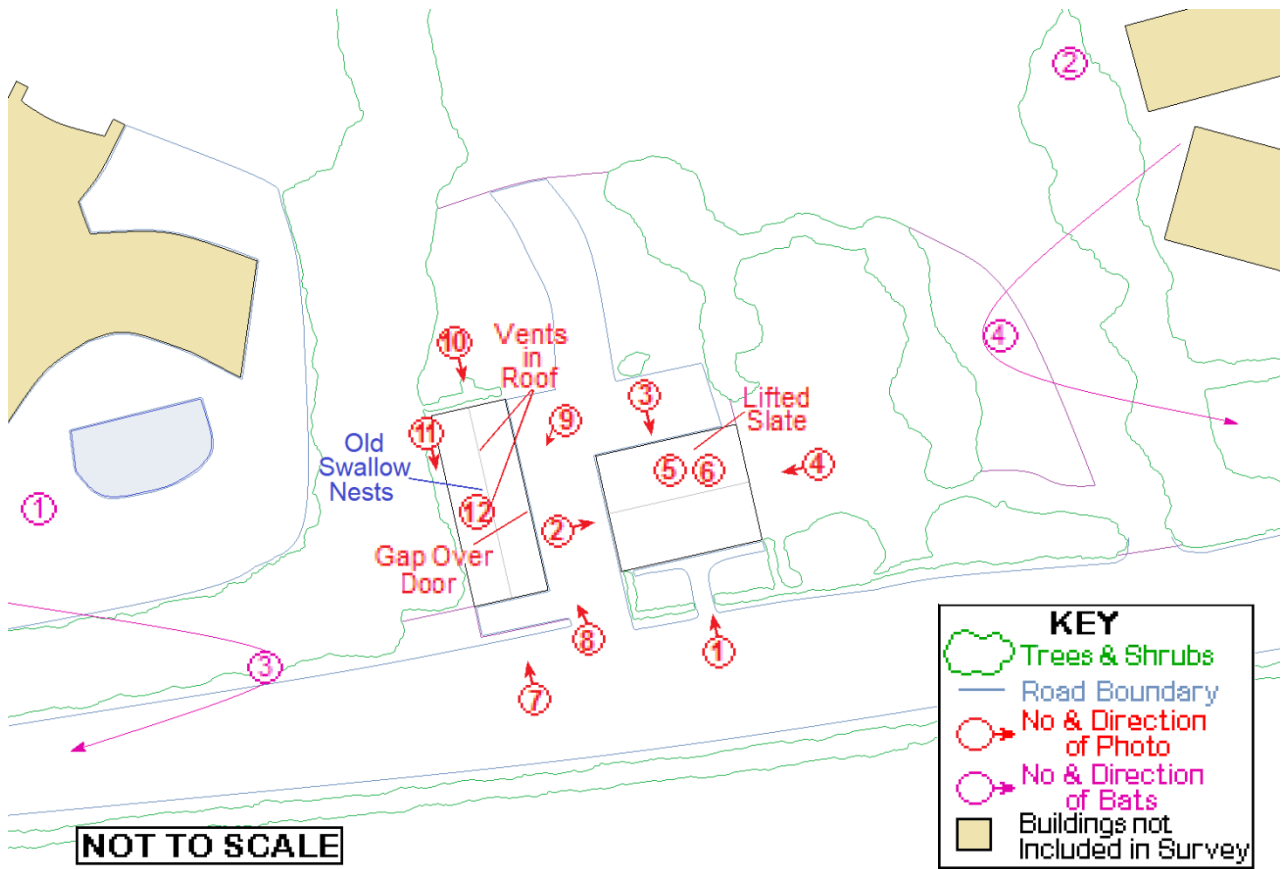 2
4
10
Vents
in
Roof
3
Lifted
Slate
9
11
Old
Swallow
Nests
5
6
4
1
12
2
Gap Over
Door
8
1
3
7
KEY
Trees & Shrubs
Road Boundary
No & Direction
of Photo
No & Direction
of Bats
Buildings not
Included in Survey
NOT TO SCALE